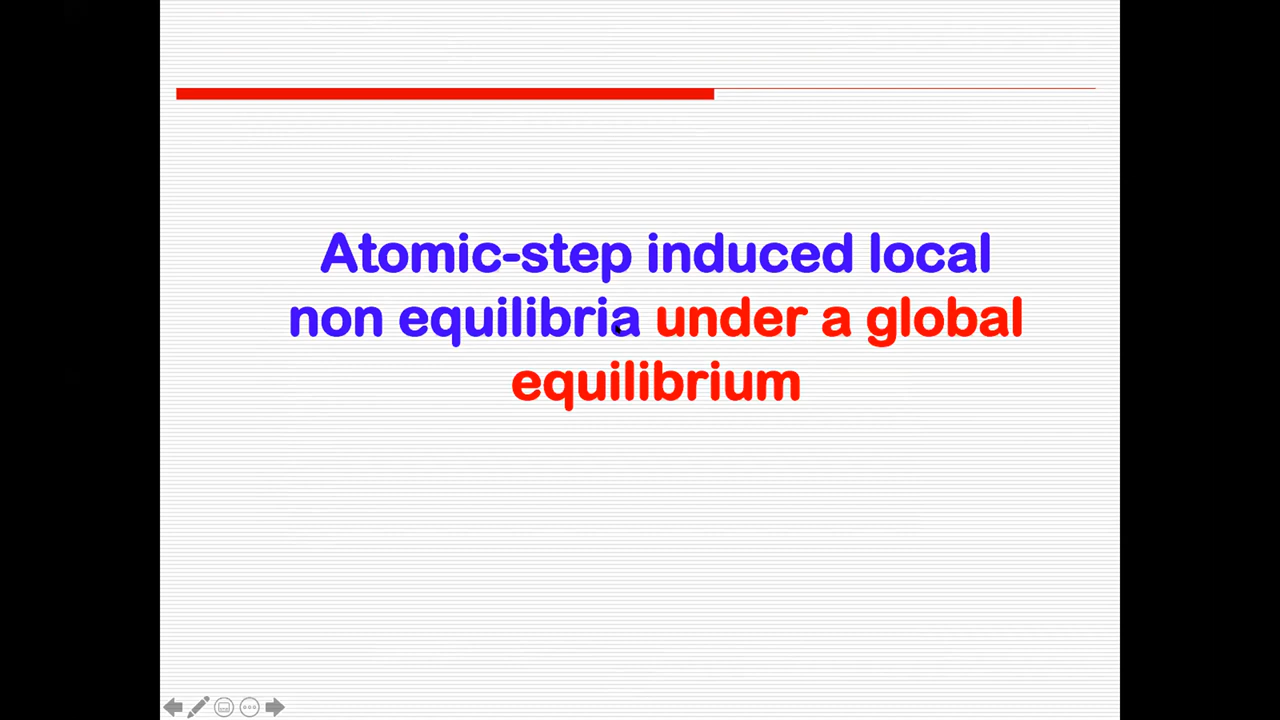 Atomic-step induced local
non equilibria under a global
equilibrium